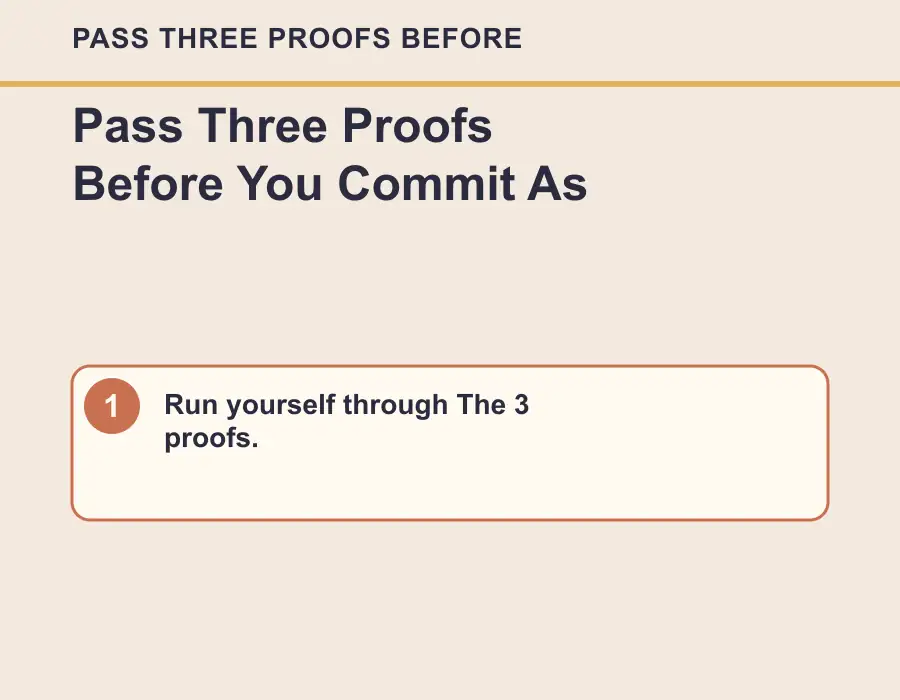 PASS THREE PROOFS BEFORE
Pass Three Proofs
Before You Commit As
1
Run yourself through The 3
proofs.